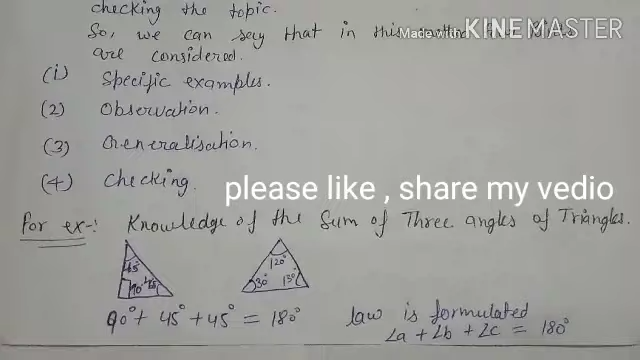 checking the topic.
So, we can say that in this
Made with KINEMASTER
are considered.
(i) Specific examples.
(2) Observation.
(3) Generalisation.
(4) Checking.
please like , share my vedio
For ex-: Knowledge of the Sum of Three angles of Triangles.
45°
90° 45°
120°
30° 130°
90° + 45° + 45° = 180°
law is formulated
∠a + ∠b + ∠c = 180°